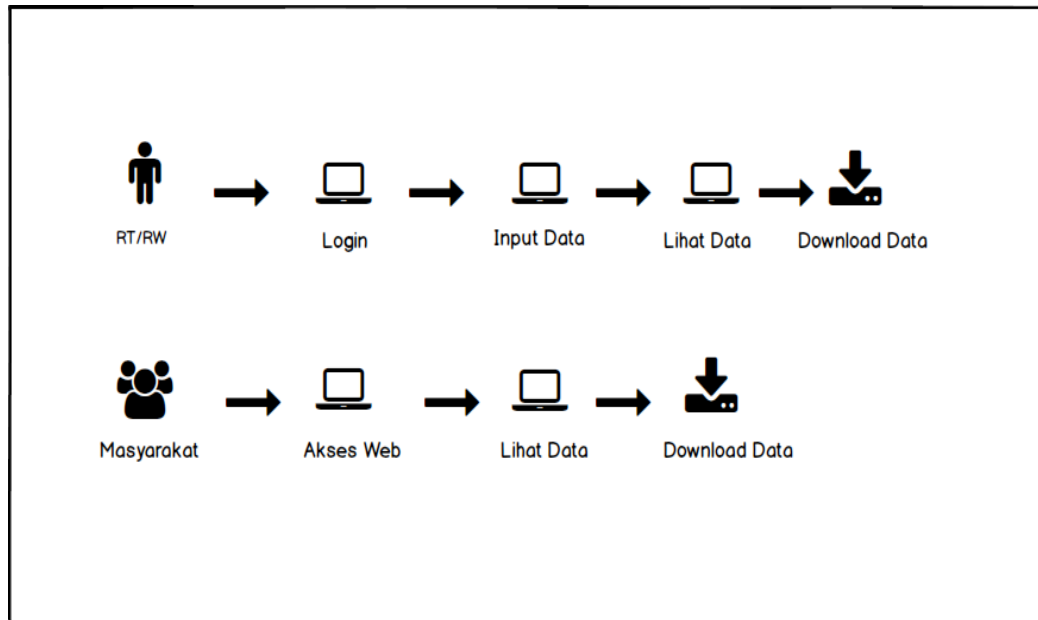 RT/RW
Login
Input Data
Lihat Data
Download Data
Masyarakat
Akses Web
Lihat Data
Download Data